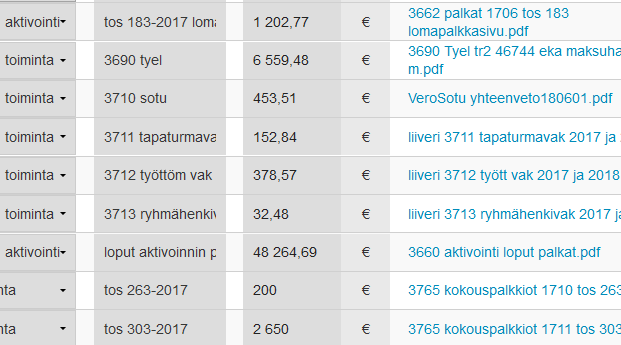 aktivointi tos 183-2017 loma 1 202,77 € 3662 palkat 1706 tos 183
lomapalkkasivu.pdf
toiminta 3690 tyel 6 559,48 € 3690 Tyel tr2 46744 eka maksuha
m.pdf
toiminta 3710 sotu 453,51 € VeroSotu yhteenveto180601.pdf
toiminta 3711 tapaturmava 152,84 € liiveri 3711 tapaturmavak 2017 ja
toiminta 3712 työttöm vak 378,57 € liiveri 3712 tyött vak 2017 ja 2018
toiminta 3713 ryhmähenkiv 32,48 € liiveri 3713 ryhmähenkivak 2017 ja
aktivointi loput aktivoinnin p 48 264,69 € 3660 aktivointi loput palkat.pdf
nta tos 263-2017 200 € 3765 kokouspalkkiot 1710 tos 263
nta tos 303-2017 2 650 € 3765 kokouspalkkiot 1711 tos 303